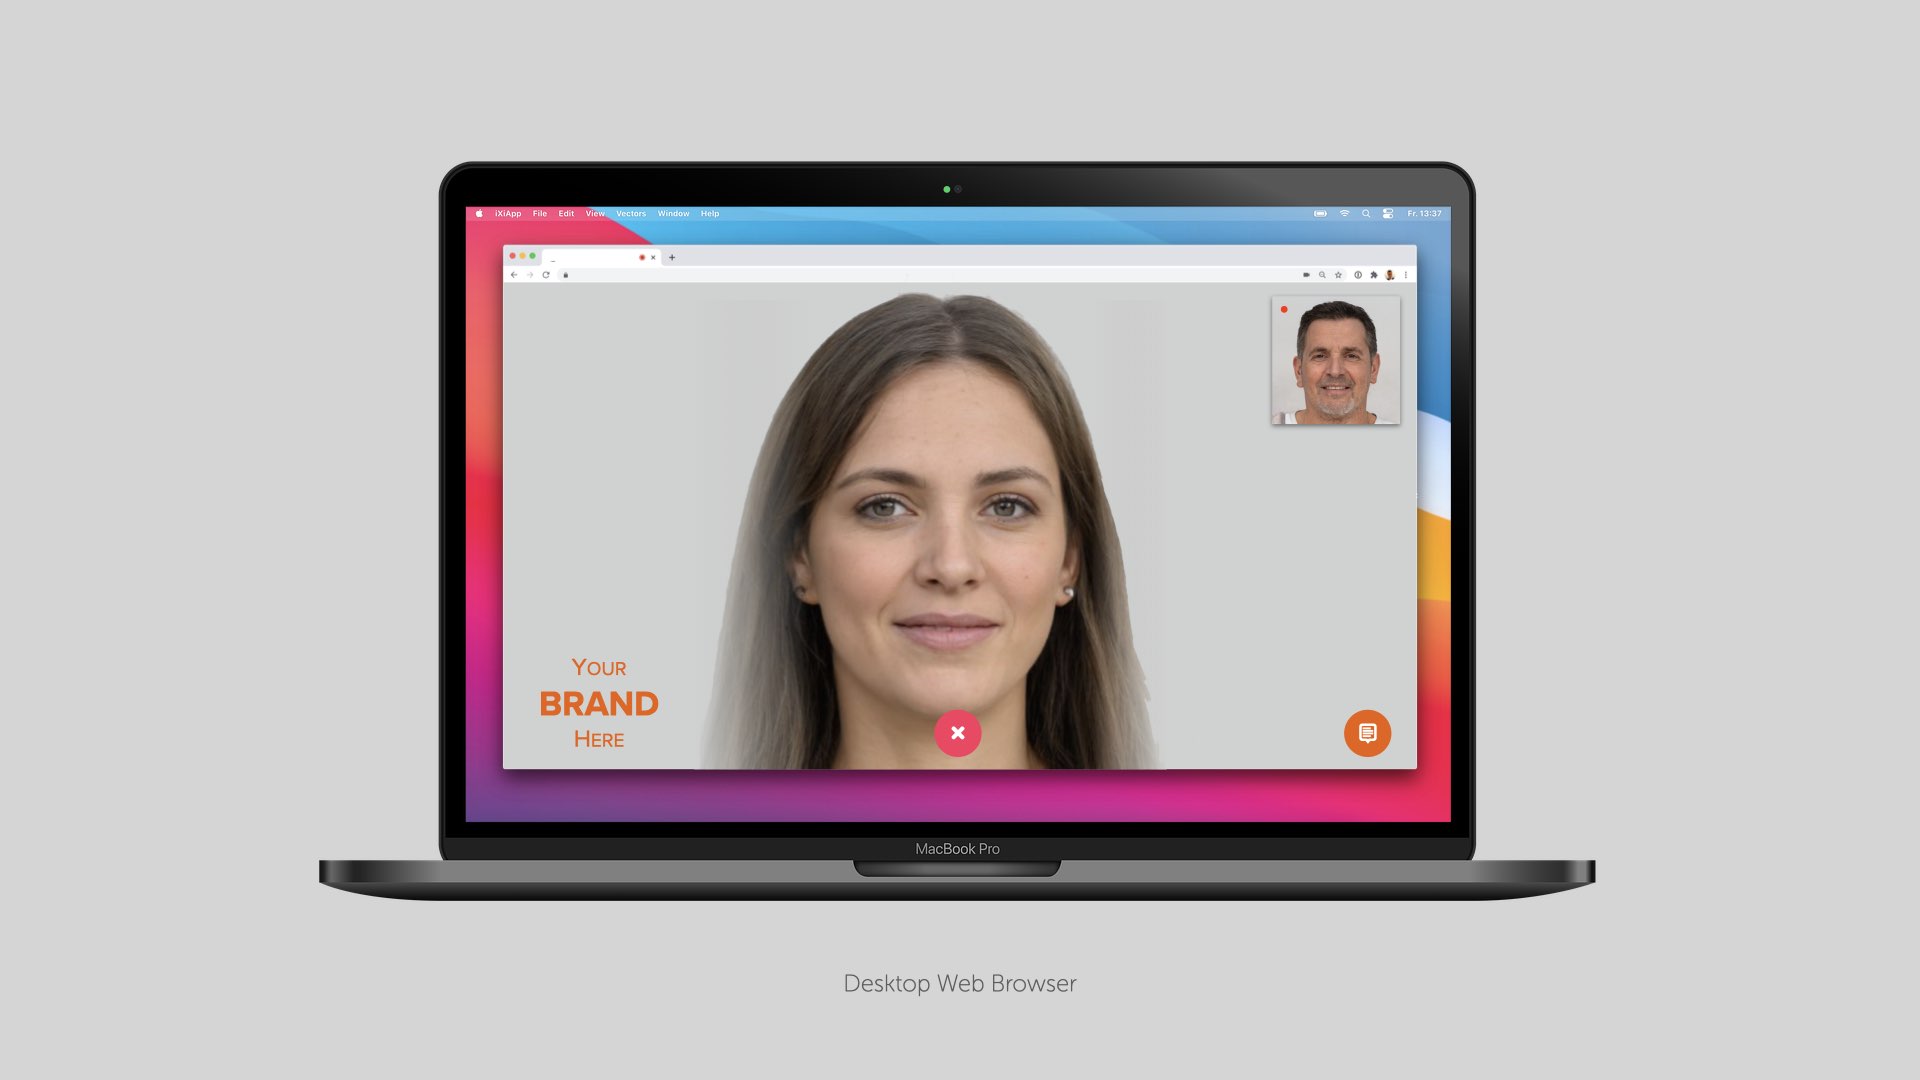 iXiApp File Edit View Vectors Window Help Fr. 13:37
YOUR
BRAND
HERE
MacBook Pro
Desktop Web Browser